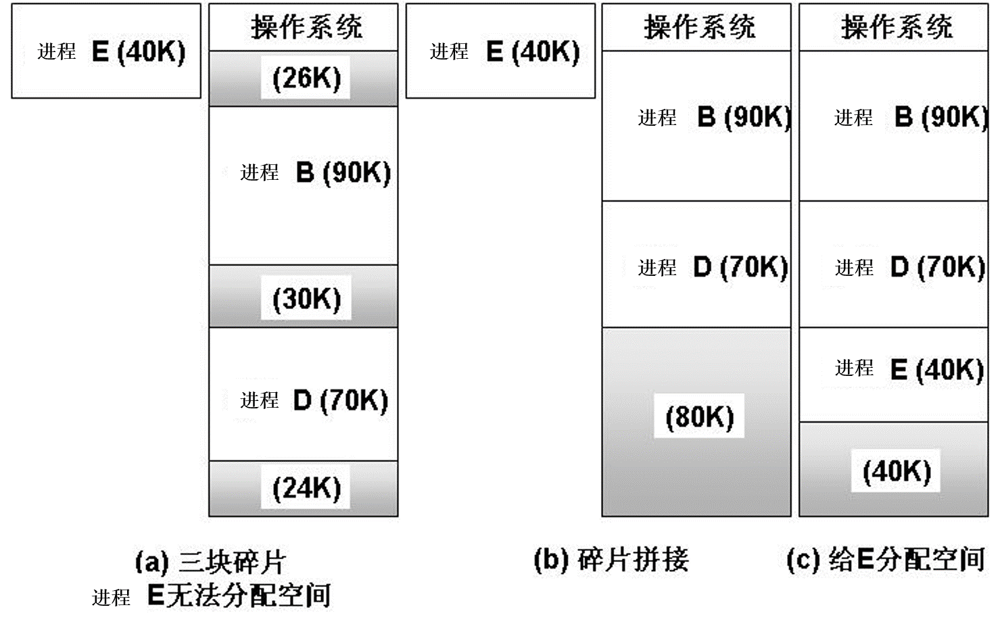 进程 E (40K)
操作系统
(26K)
进程 B (90K)
(30K)
进程 D (70K)
(24K)
(a) 三块碎片
进程 E无法分配空间
进程 E (40K)
操作系统
进程 B (90K)
进程 D (70K)
(80K)
(b) 碎片拼接
操作系统
进程 B (90K)
进程 D (70K)
进程 E (40K)
(40K)
(c) 给E分配空间